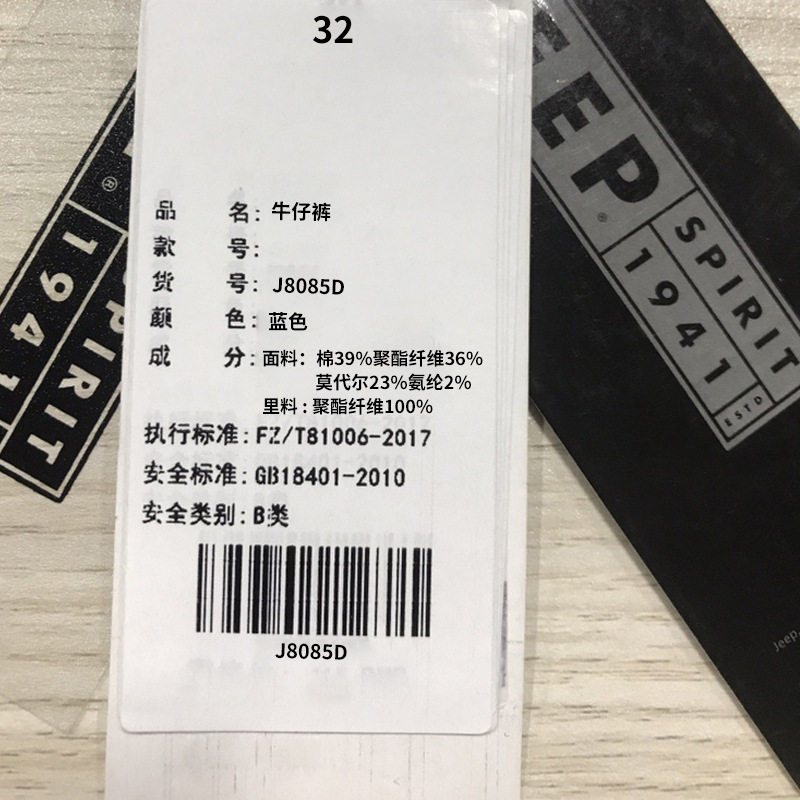 32
品 名: 牛仔裤
款 号:
货 号: J8085D
颜 色: 蓝色
成 分: 面料: 棉39%聚酯纤维36%
莫代尔23%氨纶2%
里料: 聚酯纤维100%
执行标准: FZ/T81006-2017
安全标准: GB18401-2010
安全类别: B类
J8085D
EEP
®
SPIRIT
1941
ESTD
Jeep
®
1941
SPIRIT